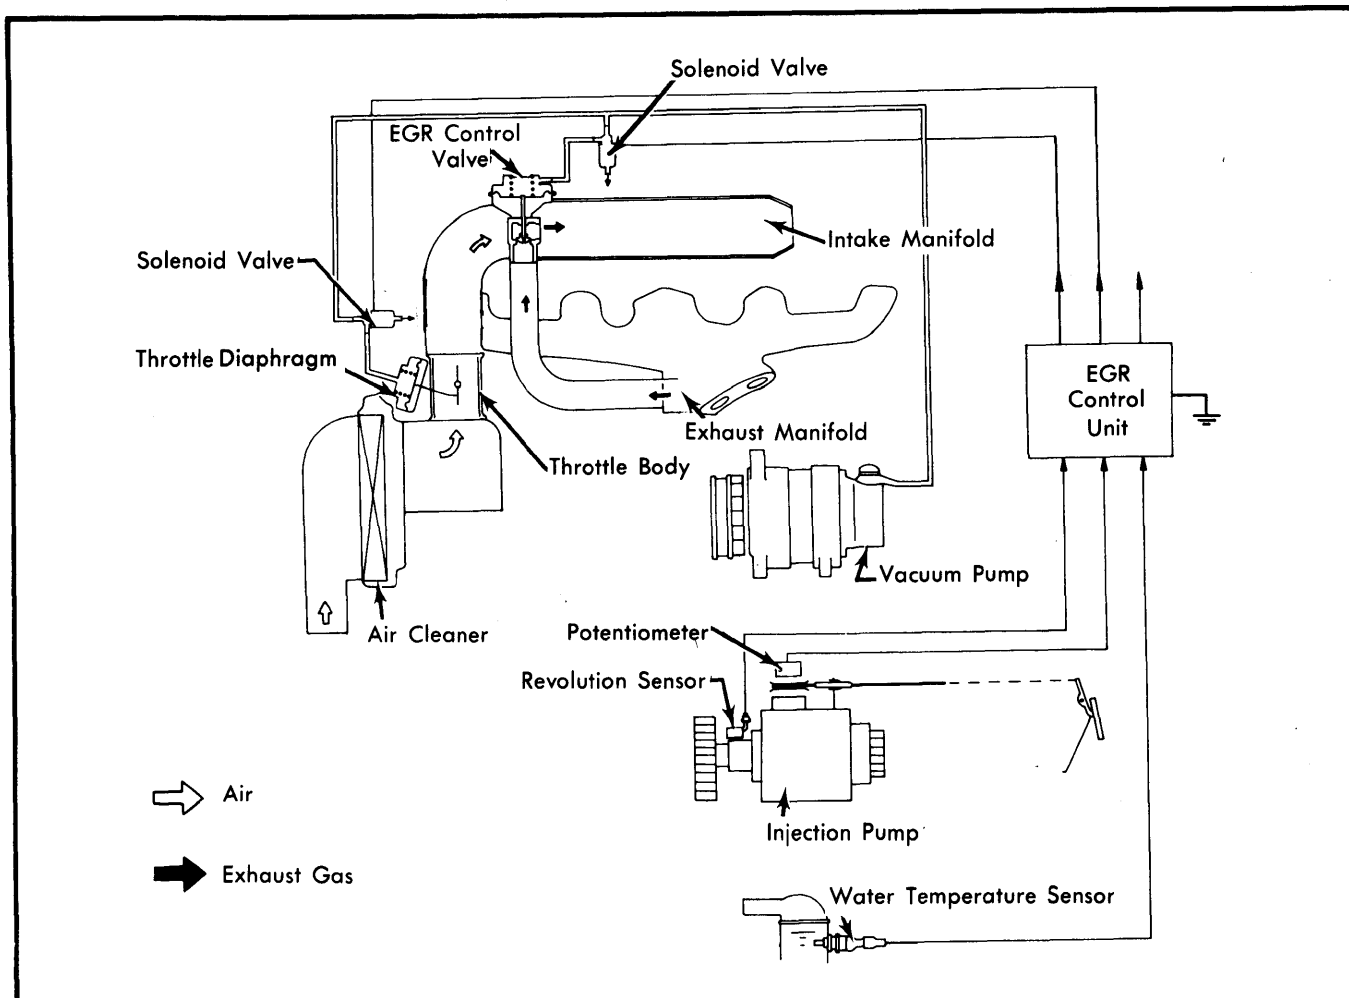 Solenoid Valve
EGR Control
Valve
Intake Manifold
Solenoid Valve
Throttle Diaphragm
EGR
Control
Unit
Exhaust Manifold
Throttle Body
Vacuum Pump
Air Cleaner
Potentiometer
Revolution Sensor
Air
Injection Pump
Exhaust Gas
Water Temperature Sensor